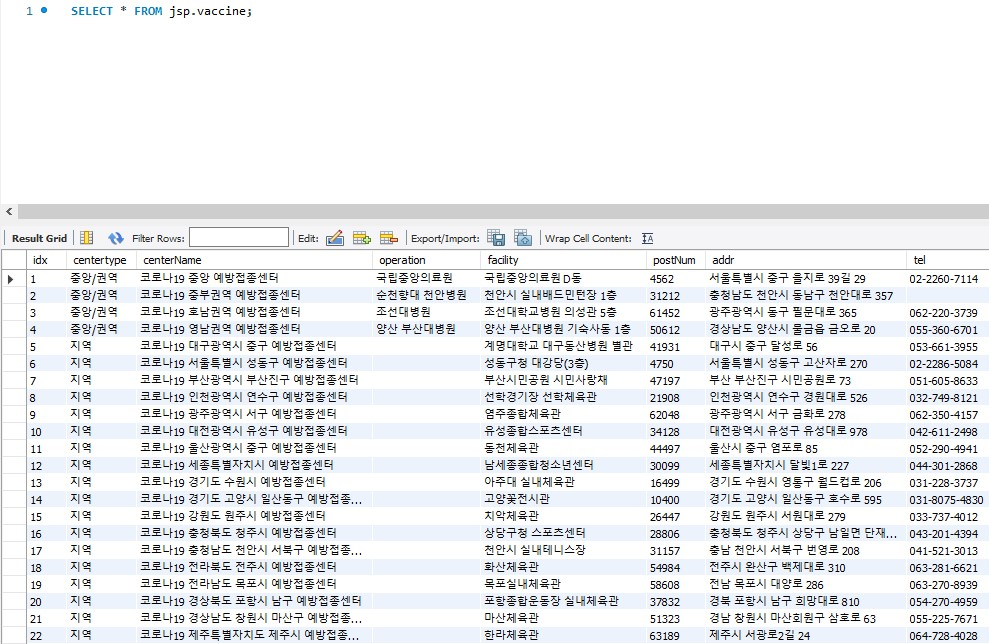 1 SELECT * FROM jsp.vaccine;
Result Grid Filter Rows: Edit: Export/Import: Wrap Cell Content: IA
idx centertype centerName operation facility postNum addr tel
1 중앙/권역 코로나19 중앙 예방접종센터 국립중앙의료원 국립중앙의료원 D동 4562 서울특별시 중구 을지로 39길 29 02-2260-7114
2 중앙/권역 코로나19 중부권역 예방접종센터 순천향대 천안병원 천안시 실내배드민턴장 1층 31212 충청남도 천안시 동남구 천안대로 357
3 중앙/권역 코로나19 호남권역 예방접종센터 조선대병원 조선대학교병원 의성관 5층 61452 광주광역시 동구 필문대로 365 062-220-3739
4 중앙/권역 코로나19 영남권역 예방접종센터 양산 부산대병원 양산 부산대병원 기숙사동 1층 50612 경상남도 양산시 물금읍 금오로 20 055-360-6701
5 지역 코로나19 대구광역시 중구 예방접종센터 계명대학교 대구동산병원 별관 41931 대구시 중구 달성로 56 053-661-3955
6 지역 코로나19 서울특별시 성동구 예방접종센터 성동구청 대강당(3층) 4750 서울특별시 성동구 고산자로 270 02-2286-5084
7 지역 코로나19 부산광역시 부산진구 예방접종센터 부산시민공원 시민사랑채 47197 부산 부산진구 시민공원로 73 051-605-8633
8 지역 코로나19 인천광역시 연수구 예방접종센터 선학경기장 선학체육관 21908 인천광역시 연수구 경원대로 526 032-749-8121
9 지역 코로나19 광주광역시 서구 예방접종센터 염주종합체육관 62048 광주광역시 서구 금화로 278 062-350-4157
10 지역 코로나19 대전광역시 유성구 예방접종센터 유성종합스포츠센터 34128 대전광역시 유성구 유성대로 978 042-611-2498
11 지역 코로나19 울산광역시 중구 예방접종센터 동천체육관 44497 울산시 중구 염포로 85 052-290-4941
12 지역 코로나19 세종특별자치시 예방접종센터 남세종종합청소년센터 30099 세종특별자치시 달빛1로 227 044-301-2868
13 지역 코로나19 경기도 수원시 예방접종센터 아주대 실내체육관 16499 경기도 수원시 영통구 월드컵로 206 031-228-3737
14 지역 코로나19 경기도 고양시 일산동구 예방접종... 고양꽃전시관 10400 경기도 고양시 일산동구 호수로 595 031-8075-4830
15 지역 코로나19 강원도 원주시 예방접종센터 치악체육관 26447 강원도 원주시 서원대로 279 033-737-4012
16 지역 코로나19 충청북도 청주시 예방접종센터 상당구청 스포츠센터 28806 충청북도 청주시 상당구 남일면 단재... 043-201-4394
17 지역 코로나19 충청남도 천안시 서북구 예방접종... 천안시 실내테니스장 31157 충남 천안시 서북구 번영로 208 041-521-3013
18 지역 코로나19 전라북도 전주시 예방접종센터 화산체육관 54984 전주시 완산구 백제대로 310 063-281-6621
19 지역 코로나19 전라남도 목포시 예방접종센터 목포실내체육관 58608 전남 목포시 대양로 286 063-270-8939
20 지역 코로나19 경상북도 포항시 남구 예방접종센터 포항종합운동장 실내체육관 37832 경북 포항시 남구 희망대로 810 054-270-4959
21 지역 코로나19 경상남도 창원시 마산구 예방접종... 마산체육관 51323 경남 창원시 마산회원구 삼호로 63 055-225-7671
22 지역 코로나19 제주특별자치도 제주시 예방접종... 한라체육관 63189 제주시 서광로2길 24 064-728-4028